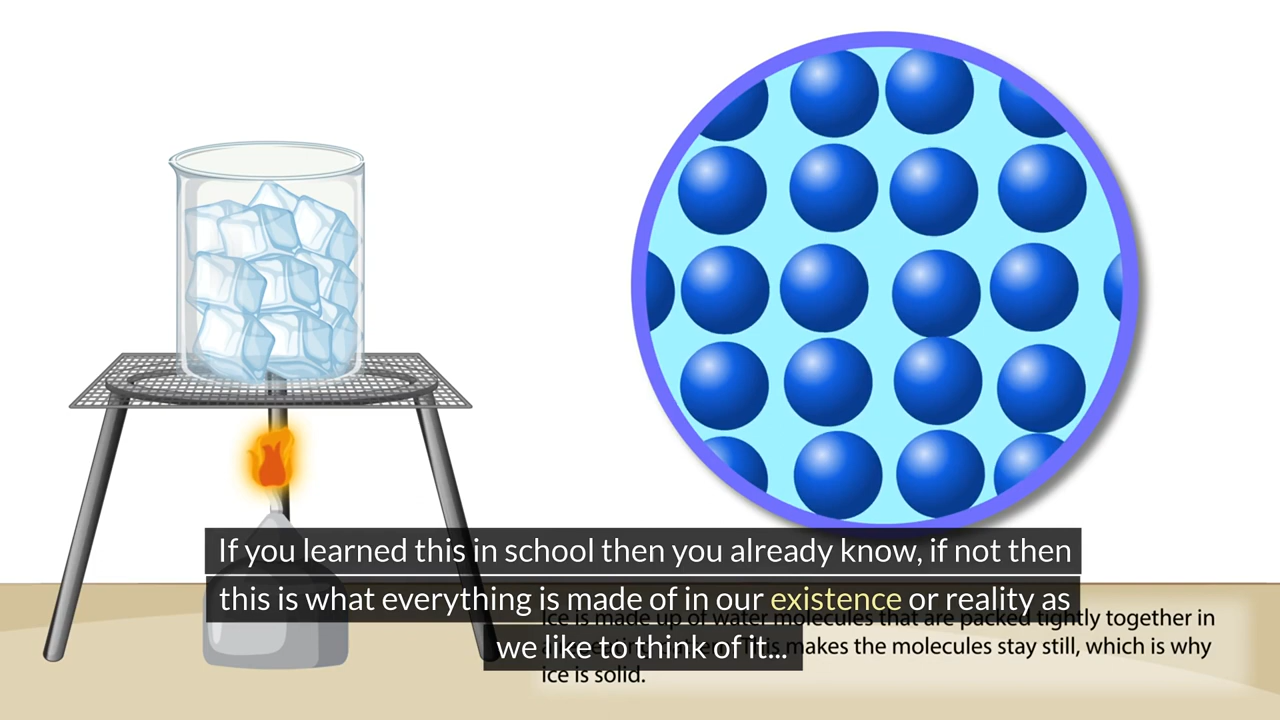 If you learned this in school then you already know, if not then
this is what everything is made of in our existence or reality as
we like to think of it...
Ice is made up of water molecules that are packed tightly together in
makes the molecules stay still, which is why
ice is solid.